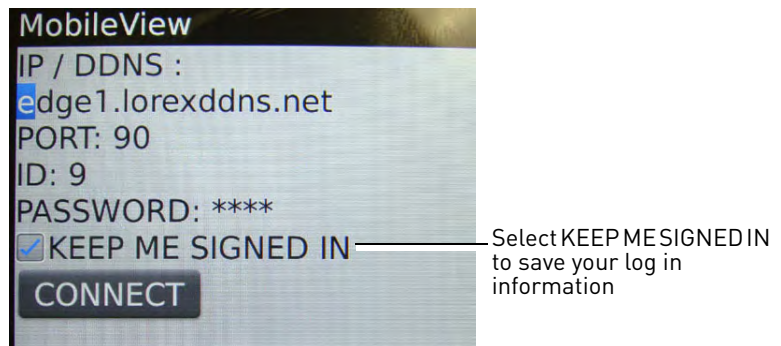 MobileView
IP / DDNS :
edge1.lorexddns.net
PORT: 90
ID: 9
PASSWORD: ****
KEEP ME SIGNED IN
CONNECT
Select KEEP ME SIGNED IN
to save your log in
information